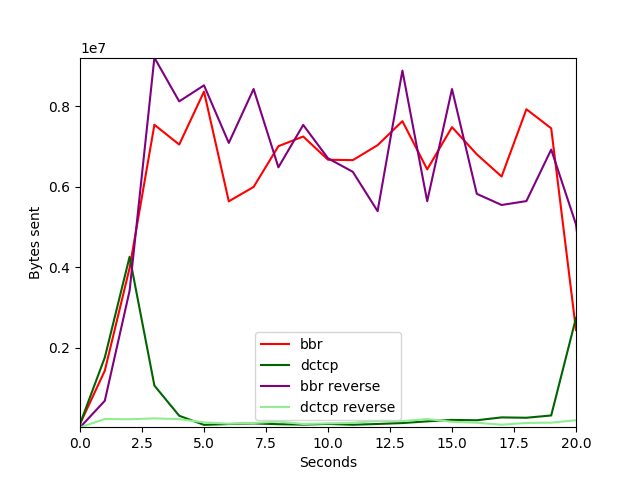 1e7
0.8
0.6
0.4
0.2
Bytes sent
bbr
dctcp
bbr reverse
dctcp reverse
0.0 2.5 5.0 7.5 10.0 12.5 15.0 17.5 20.0
Seconds